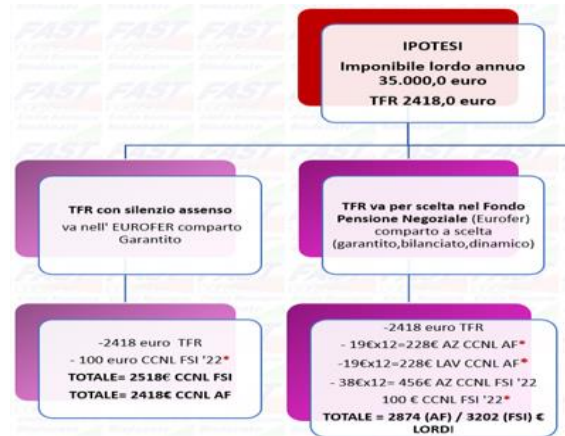 IPOTESI
Imponibile lordo annuo
35.000,0 euro
TFR 2418,0 euro
TFR con silenzio assenso
va nell' EUROFER comparto
Garantito
TFR va per scelta nel Fondo
Pensione Negoziale (Eurofer)
comparto a scelta
(garantito,bilanciato,dinamico)
-2418 euro TFR
- 100 euro CCNL FSI '22*
TOTALE= 2518€ CCNL FSI
TOTALE= 2418€ CCNL AF
-2418 euro TFR
- 19€x12=228€ AZ CCNL AF*
-19€x12=228€ LAV CCNL AF*
- 38€x12= 456€ AZ CCNL FSI '22
100 € CCNL FSI '22*
TOTALE = 2874 (AF) / 3202 (FSI) €
LORDI